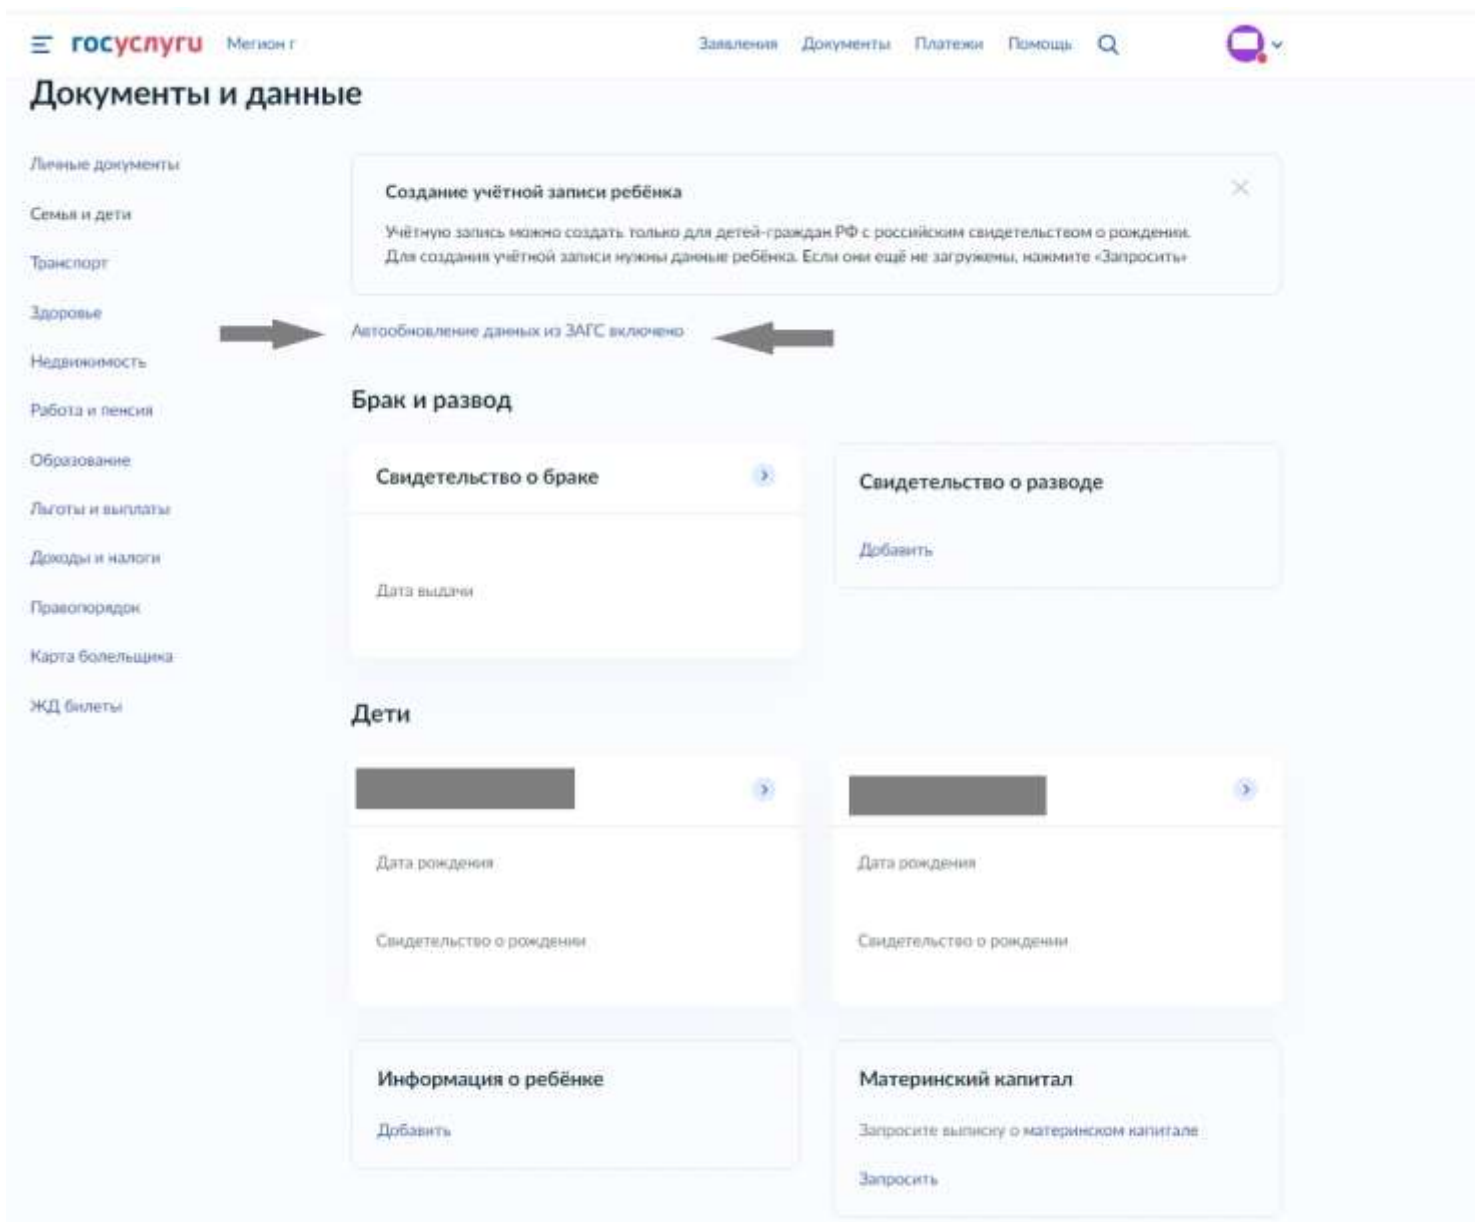 госуслуги Мегион г Заявления Документы Платежи Помощь
Документы и данные
Личные документы
Семья и дети
Транспорт
Здоровье
Недвижимость
Работа и пенсия
Образование
Льготы и выплаты
Доходы и налоги
Правопорядок
Карта болельщика
ЖД билеты
Создание учётной записи ребёнка
Учётную запись можно создать только для детей-граждан РФ с российским свидетельством о рождении.
Для создания учётной записи нужны данные ребёнка. Если они ещё не загружены, нажмите «Запросить»
Автообновление данных из ЗАГС включено
Брак и развод
Свидетельство о браке
Дата выдачи
Свидетельство о разводе
Добавить
Дети
Дата рождения
Свидетельство о рождении
Дата рождения
Свидетельство о рождении
Информация о ребёнке
Добавить
Материнский капитал
Запросите выписку о материнском капитале
Запросить